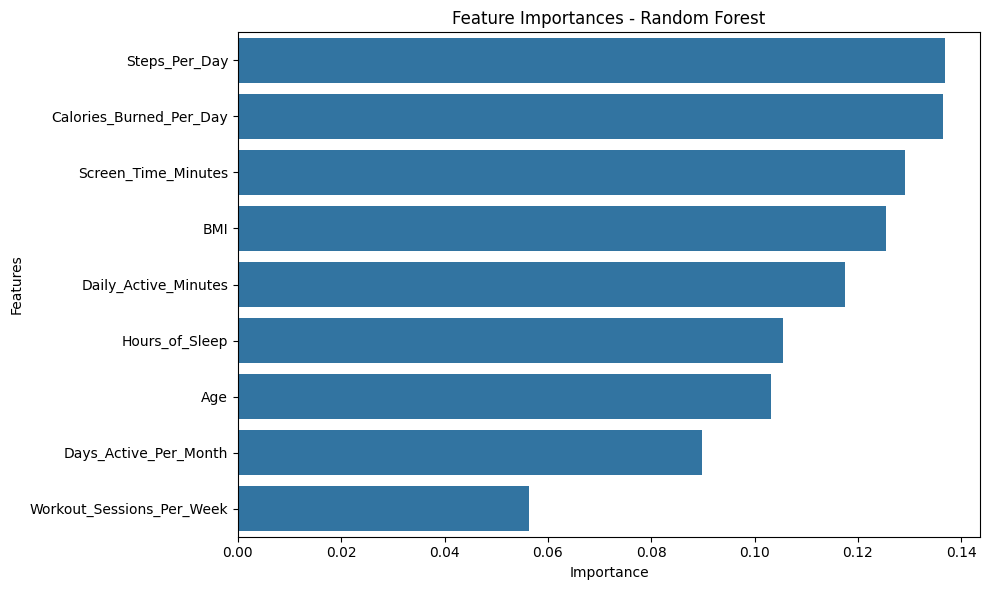 Feature Importances - Random Forest
Features
Steps_Per_Day
Calories_Burned_Per_Day
Screen_Time_Minutes
BMI
Daily_Active_Minutes
Hours_of_Sleep
Age
Days_Active_Per_Month
Workout_Sessions_Per_Week
0.00 0.02 0.04 0.06 0.08 0.10 0.12 0.14
Importance